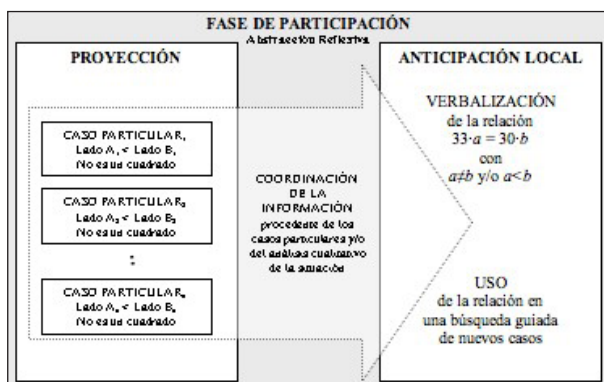 FASE DE PARTICIPACIÓN
Abstracción Reflexiva
PROYECCIÓN
CASO PARTICULAR₁
Lado A₁ < Lado B₁
No es un cuadrado
CASO PARTICULAR₂
Lado A₂ < Lado B₂
No es un cuadrado
:
CASO PARTICULARₙ
Lado Aₙ < Lado Bₙ
No es un cuadrado
COORDINACIÓN
DE LA
INFORMACIÓN
procedente de los
casos particulares y/o
del análisis cualitativo
de la situación
ANTICIPACIÓN LOCAL
VERBALIZACIÓN
de la relación
33·a = 30·b
con
a≠b y/o a<b
USO
de la relación en
una búsqueda guiada
de nuevos casos